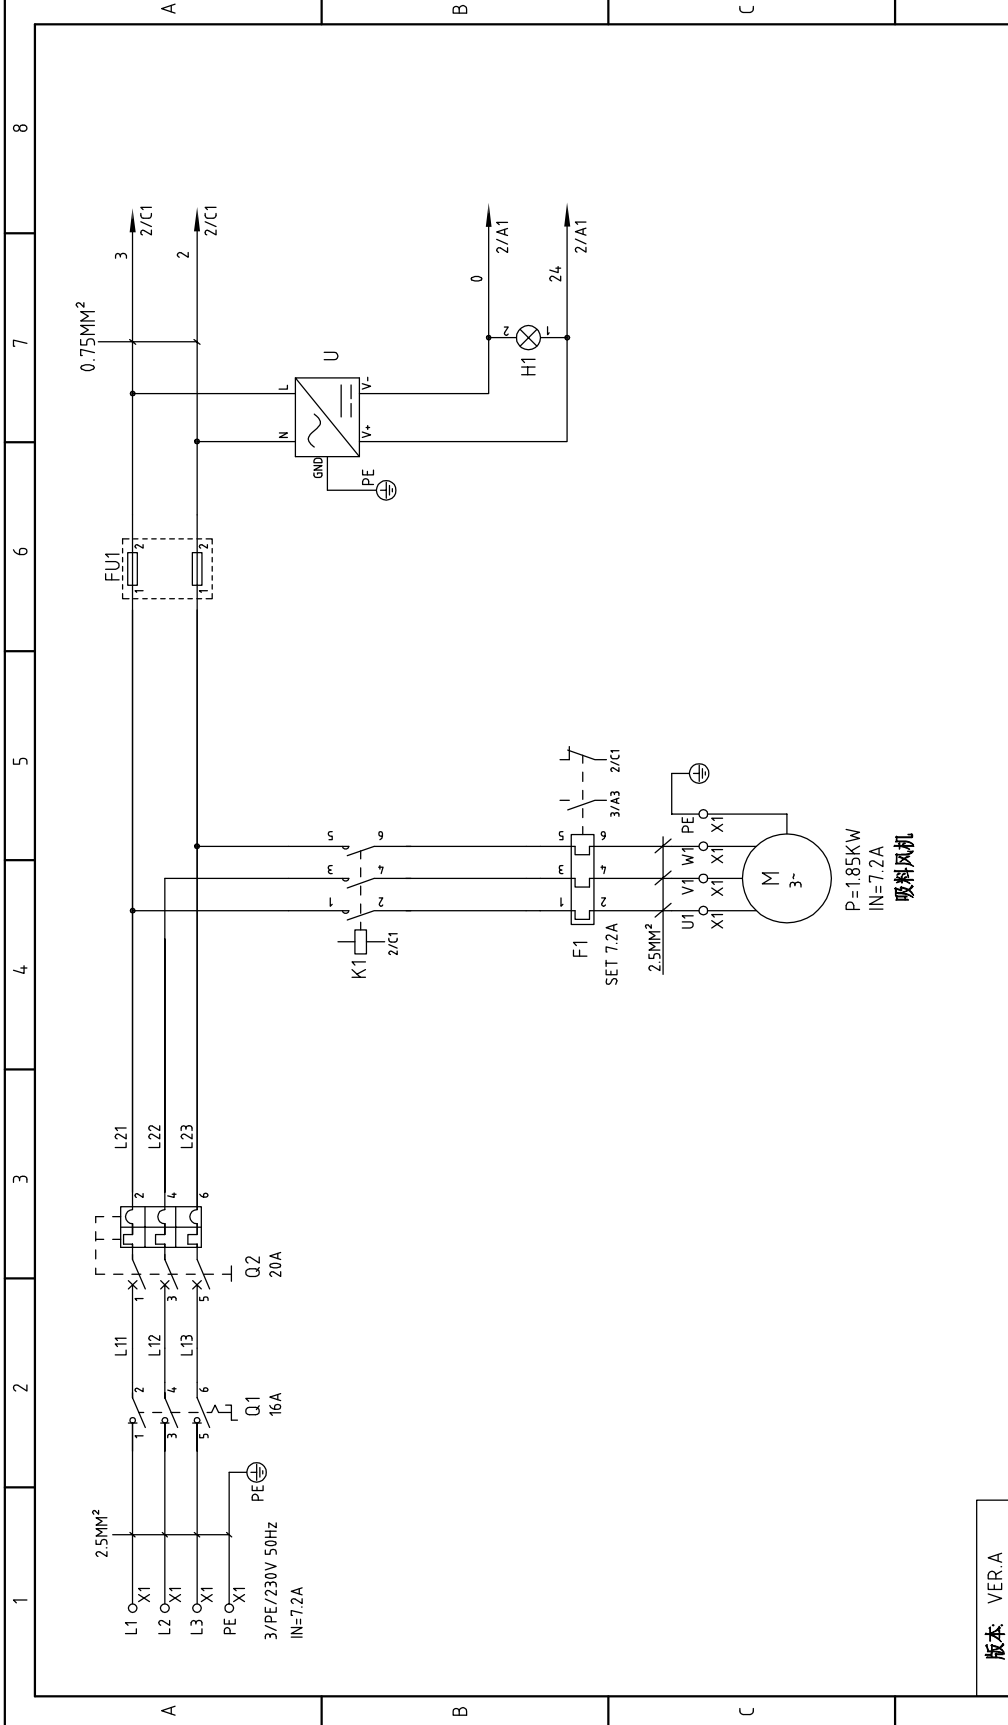 1
2
3
4
5
6
7
8
A
B
C
A
B
C
L1
X1
L2
X1
L3
X1
PE
X1
2.5MM²
PE
3/PE/230V 50Hz
IN=7.2A
1
2
3
4
5
6
Q1
16A
L11
L12
L13
1
3
5
2
4
6
Q2
20A
L21
L22
L23
K1
2/C1
1
2
3
4
5
6
F1
SET 7.2A
1
2
3
4
5
6
3/A3
2/C1
2.5MM²
U1
X1
V1
X1
W1
X1
PE
X1
M
3~
P=1.85KW
IN=7.2A
吸料风机
FU1
1
2
1
2
0.75MM²
3
2/C1
2
2/C1
U
N
L
GND
V+
V-
PE
H1
2
1
0
2/A1
24
2/A1
版本: VER.A